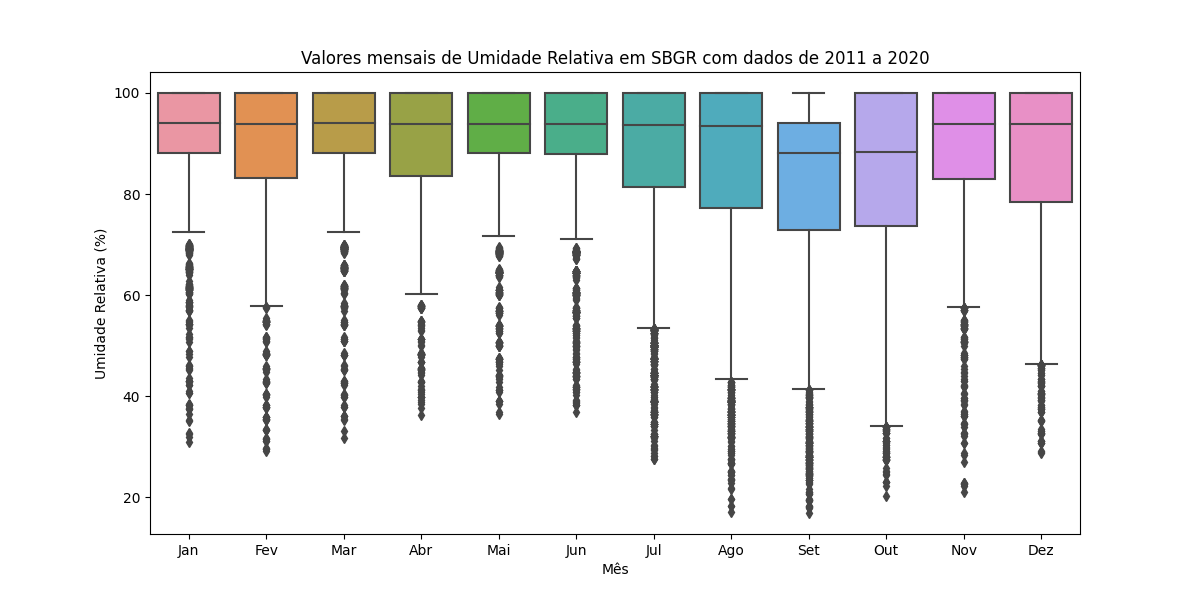 Valores mensais de Umidade Relativa em SBGR com dados de 2011 a 2020
Umidade Relativa (%)
100
80
60
40
20
Jan Fev Mar Abr Mai Jun Jul Ago Set Out Nov Dez
Mês